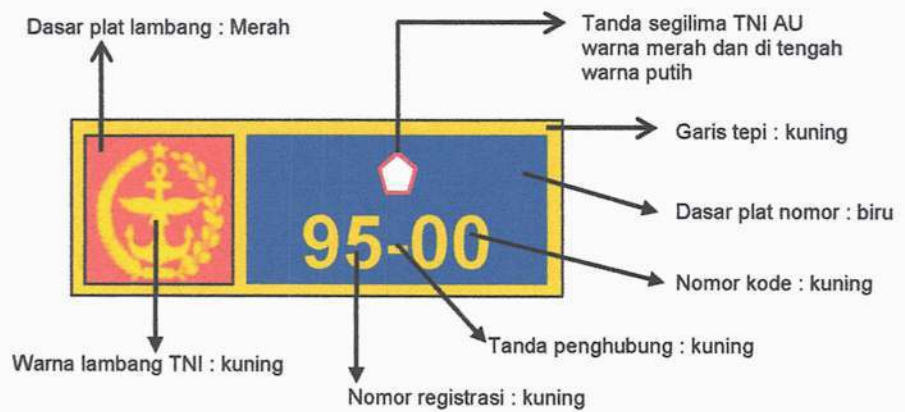 Dasar plat lambang : Merah
Tanda segilima TNI AU
warna merah dan di tengah
warna putih
Garis tepi : kuning
Dasar plat nomor : biru
95-00
Nomor kode : kuning
Tanda penghubung : kuning
Warna lambang TNI : kuning
Nomor registrasi : kuning